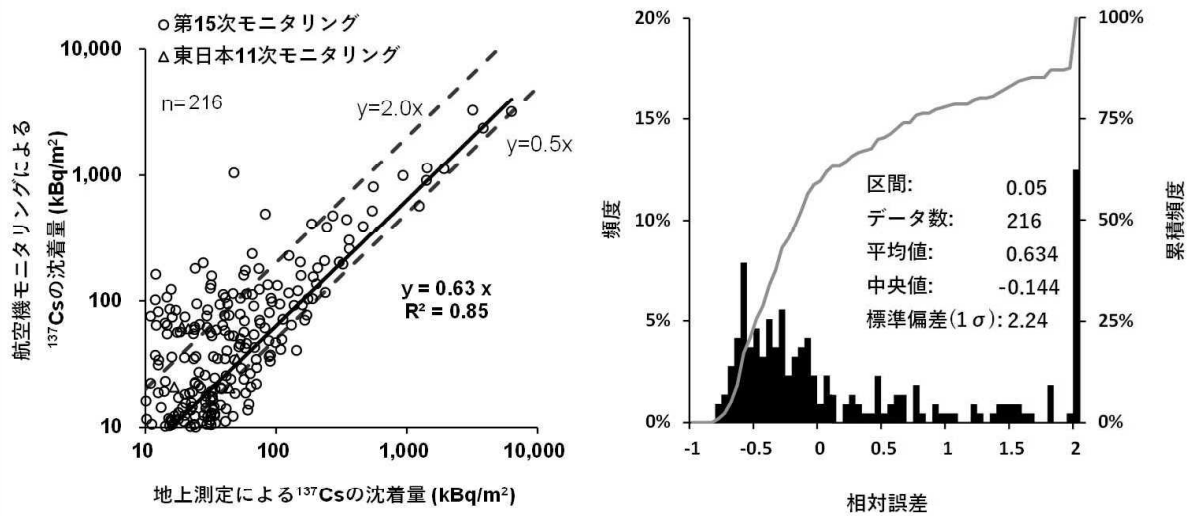 ○第15次モニタリング
△東日本11次モニタリング
n=216
y=2.0x
y=0.5x
y = 0.63 x
R² = 0.85
10,000
1,000
100
10
10
100
1,000
10,000
航空機モニタリングによる
¹³⁷Csの沈着量 (kBq/m²)
地上測定による¹³⁷Csの沈着量 (kBq/m²)
20%
15%
10%
5%
0%
頻度
100%
75%
50%
25%
0%
累積頻度
区間: 0.05
データ数: 216
平均値: 0.634
中央値: -0.144
標準偏差(1σ): 2.24
-1
-0.5
0
0.5
1
1.5
2
相対誤差